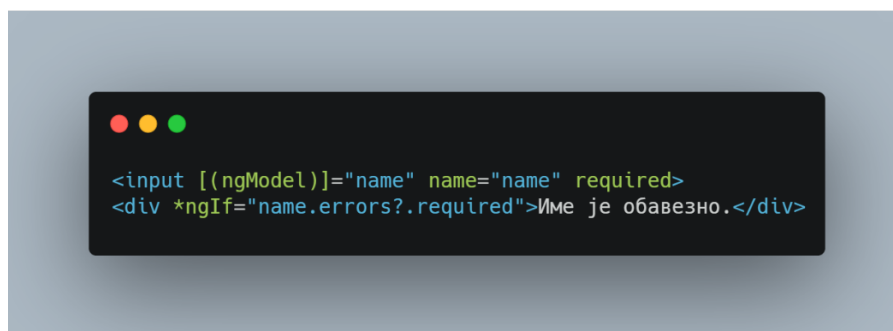 <input [(ngModel)]="name" name="name" required>
<div *ngIf="name.errors?.required">Име је обавезно.</div>